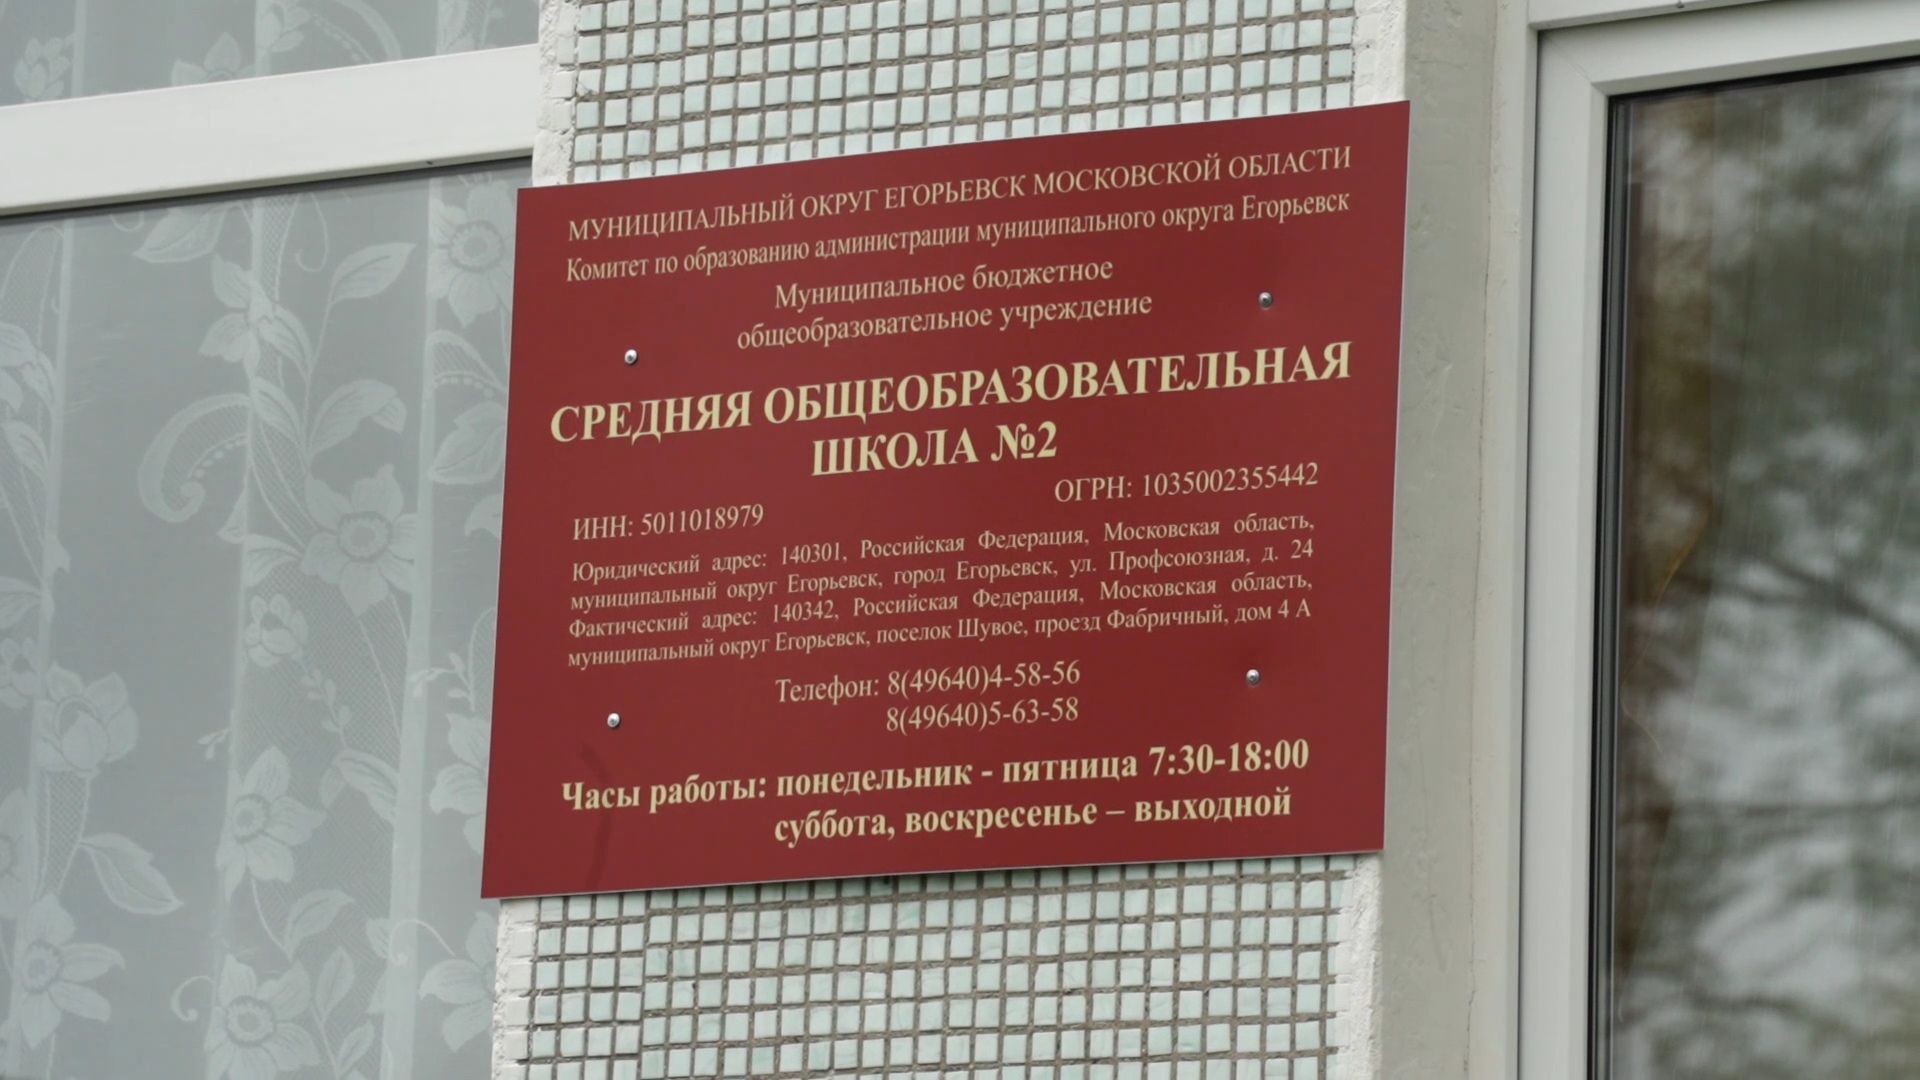 МУНИЦИПАЛЬНЫЙ ОКРУГ ЕГОРЬЕВСК МОСКОВСКОЙ ОБЛАСТИ
Комитет по образованию администрации муниципального округа Егорьевск
Муниципальное бюджетное
общеобразовательное учреждение
СРЕДНЯЯ ОБЩЕОБРАЗОВАТЕЛЬНАЯ
ШКОЛА №2
ИНН: 5011018979 ОГРН: 1035002355442
Юридический адрес: 140301, Российская Федерация, Московская область,
муниципальный округ Егорьевск, город Егорьевск, ул. Профсоюзная, д. 24
Фактический адрес: 140342, Российская Федерация, Московская область,
муниципальный округ Егорьевск, поселок Шувое, проезд Фабричный, дом 4 А
Телефон: 8(49640)4-58-56
8(49640)5-63-58
Часы работы: понедельник - пятница 7:30-18:00
суббота, воскресенье – выходной